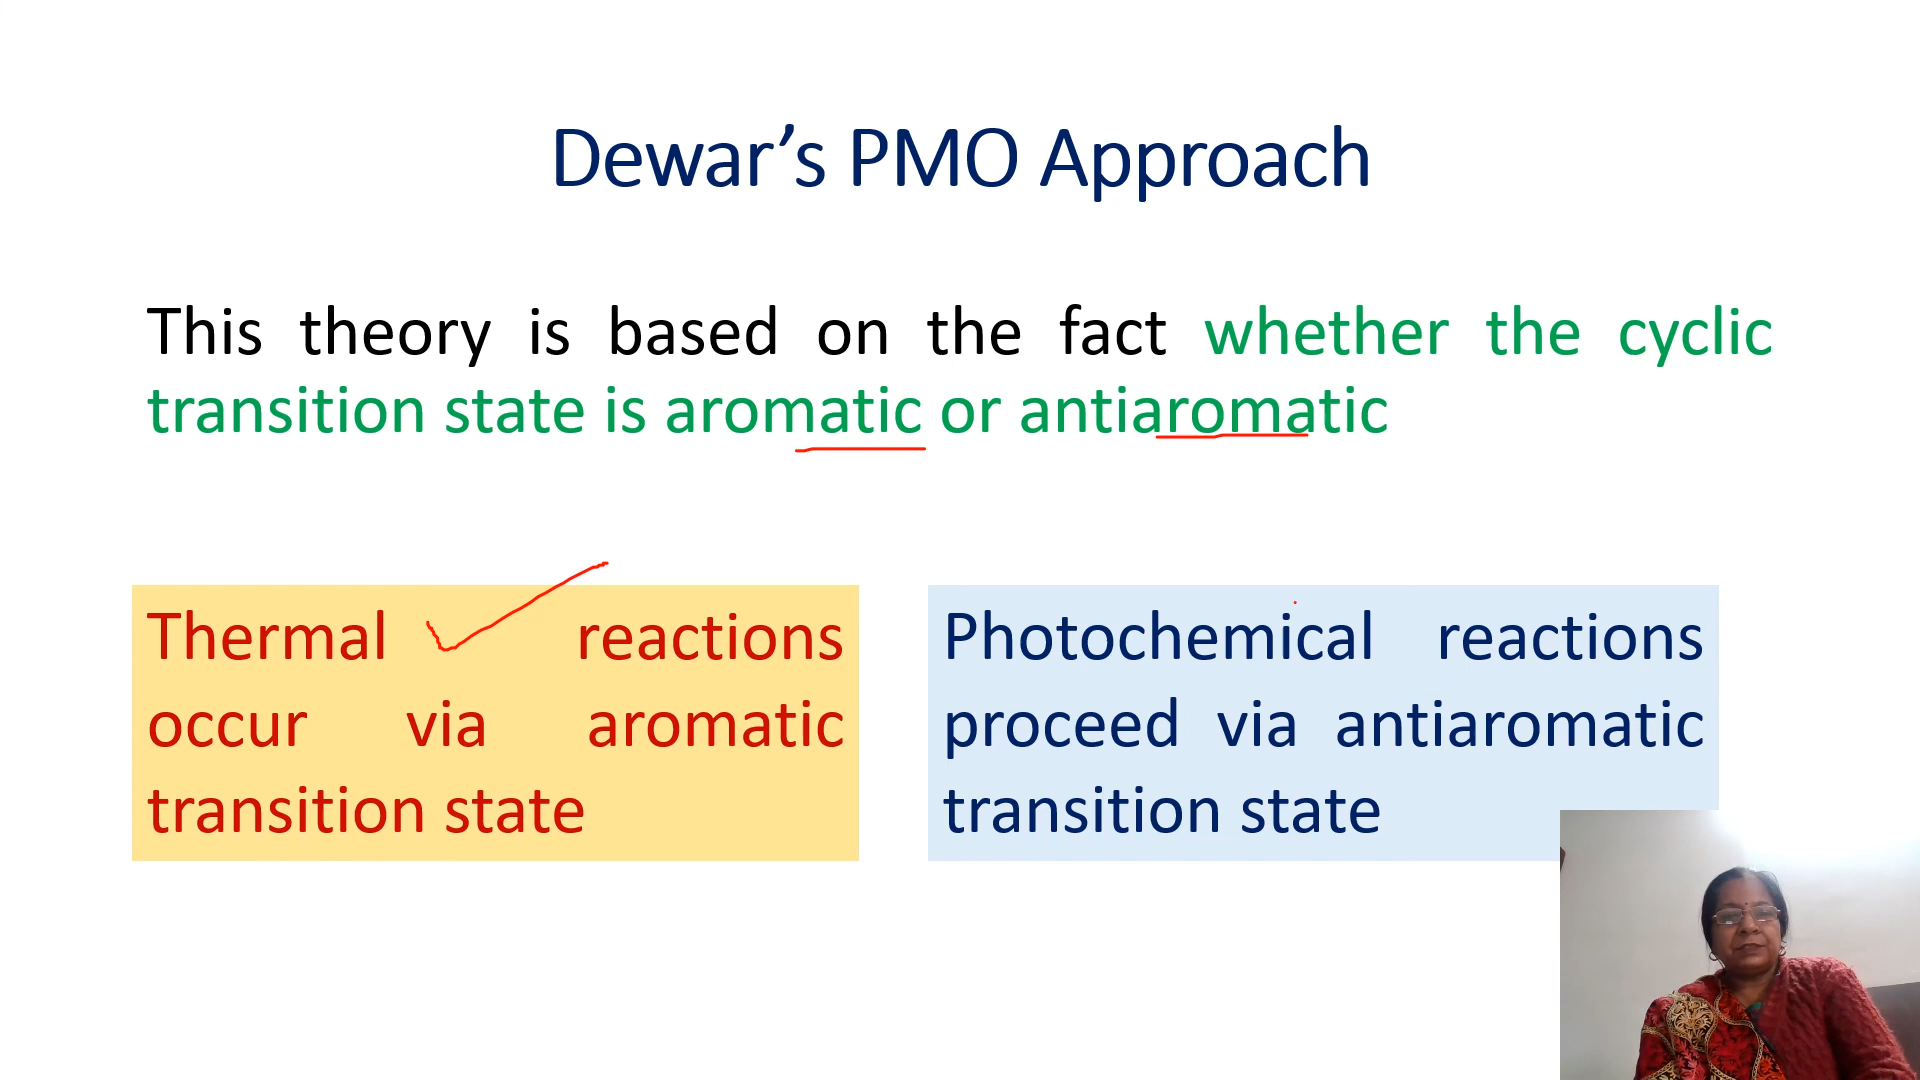 Dewar’s PMO Approach
This theory is based on the fact whether the cyclic
transition state is aromatic or antiaromatic
Thermal reactions
occur via aromatic
transition state
Photochemical reactions
proceed via antiaromatic
transition state